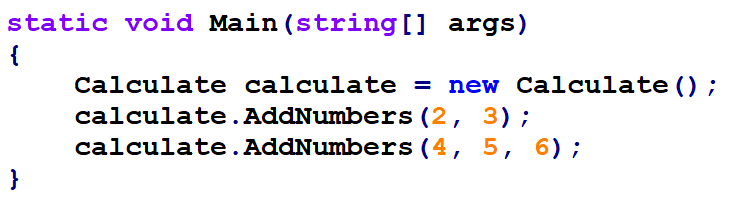 static void Main(string[] args)
{
    Calculate calculate = new Calculate();
    calculate.AddNumbers(2, 3);
    calculate.AddNumbers(4, 5, 6);
}